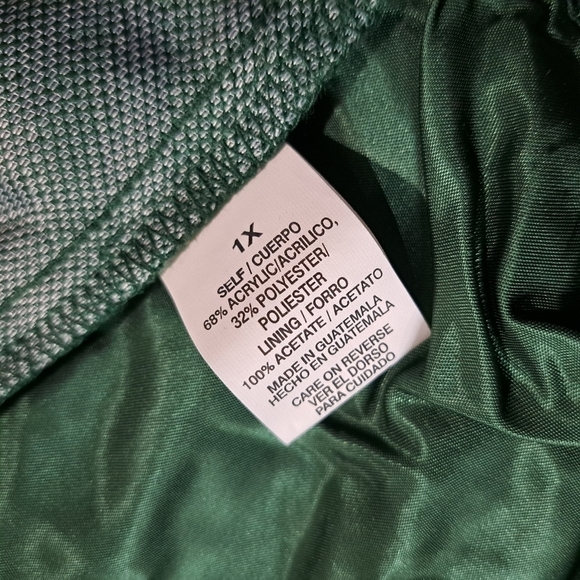 1X
SELF / CUERPO
68% ACRYLIC/ACRILICO,
32% POLYESTER/
POLIESTER
LINING / FORRO
100% ACETATE / ACETATO
MADE IN GUATEMALA
HECHO EN GUATEMALA
CARE ON REVERSE
VER EL DORSO
PARA CUIDADO